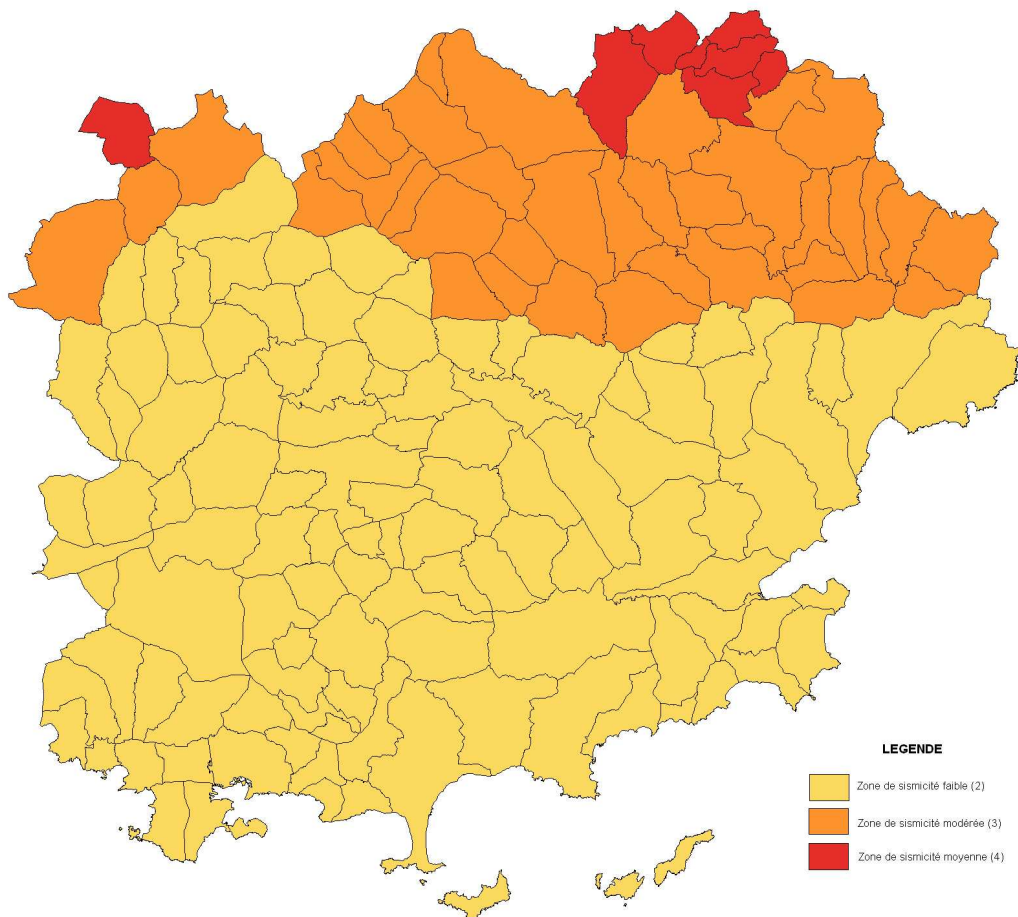 LEGENDE
Zone de sismicité faible (2)
Zone de sismicité modérée (3)
Zone de sismicité moyenne (4)